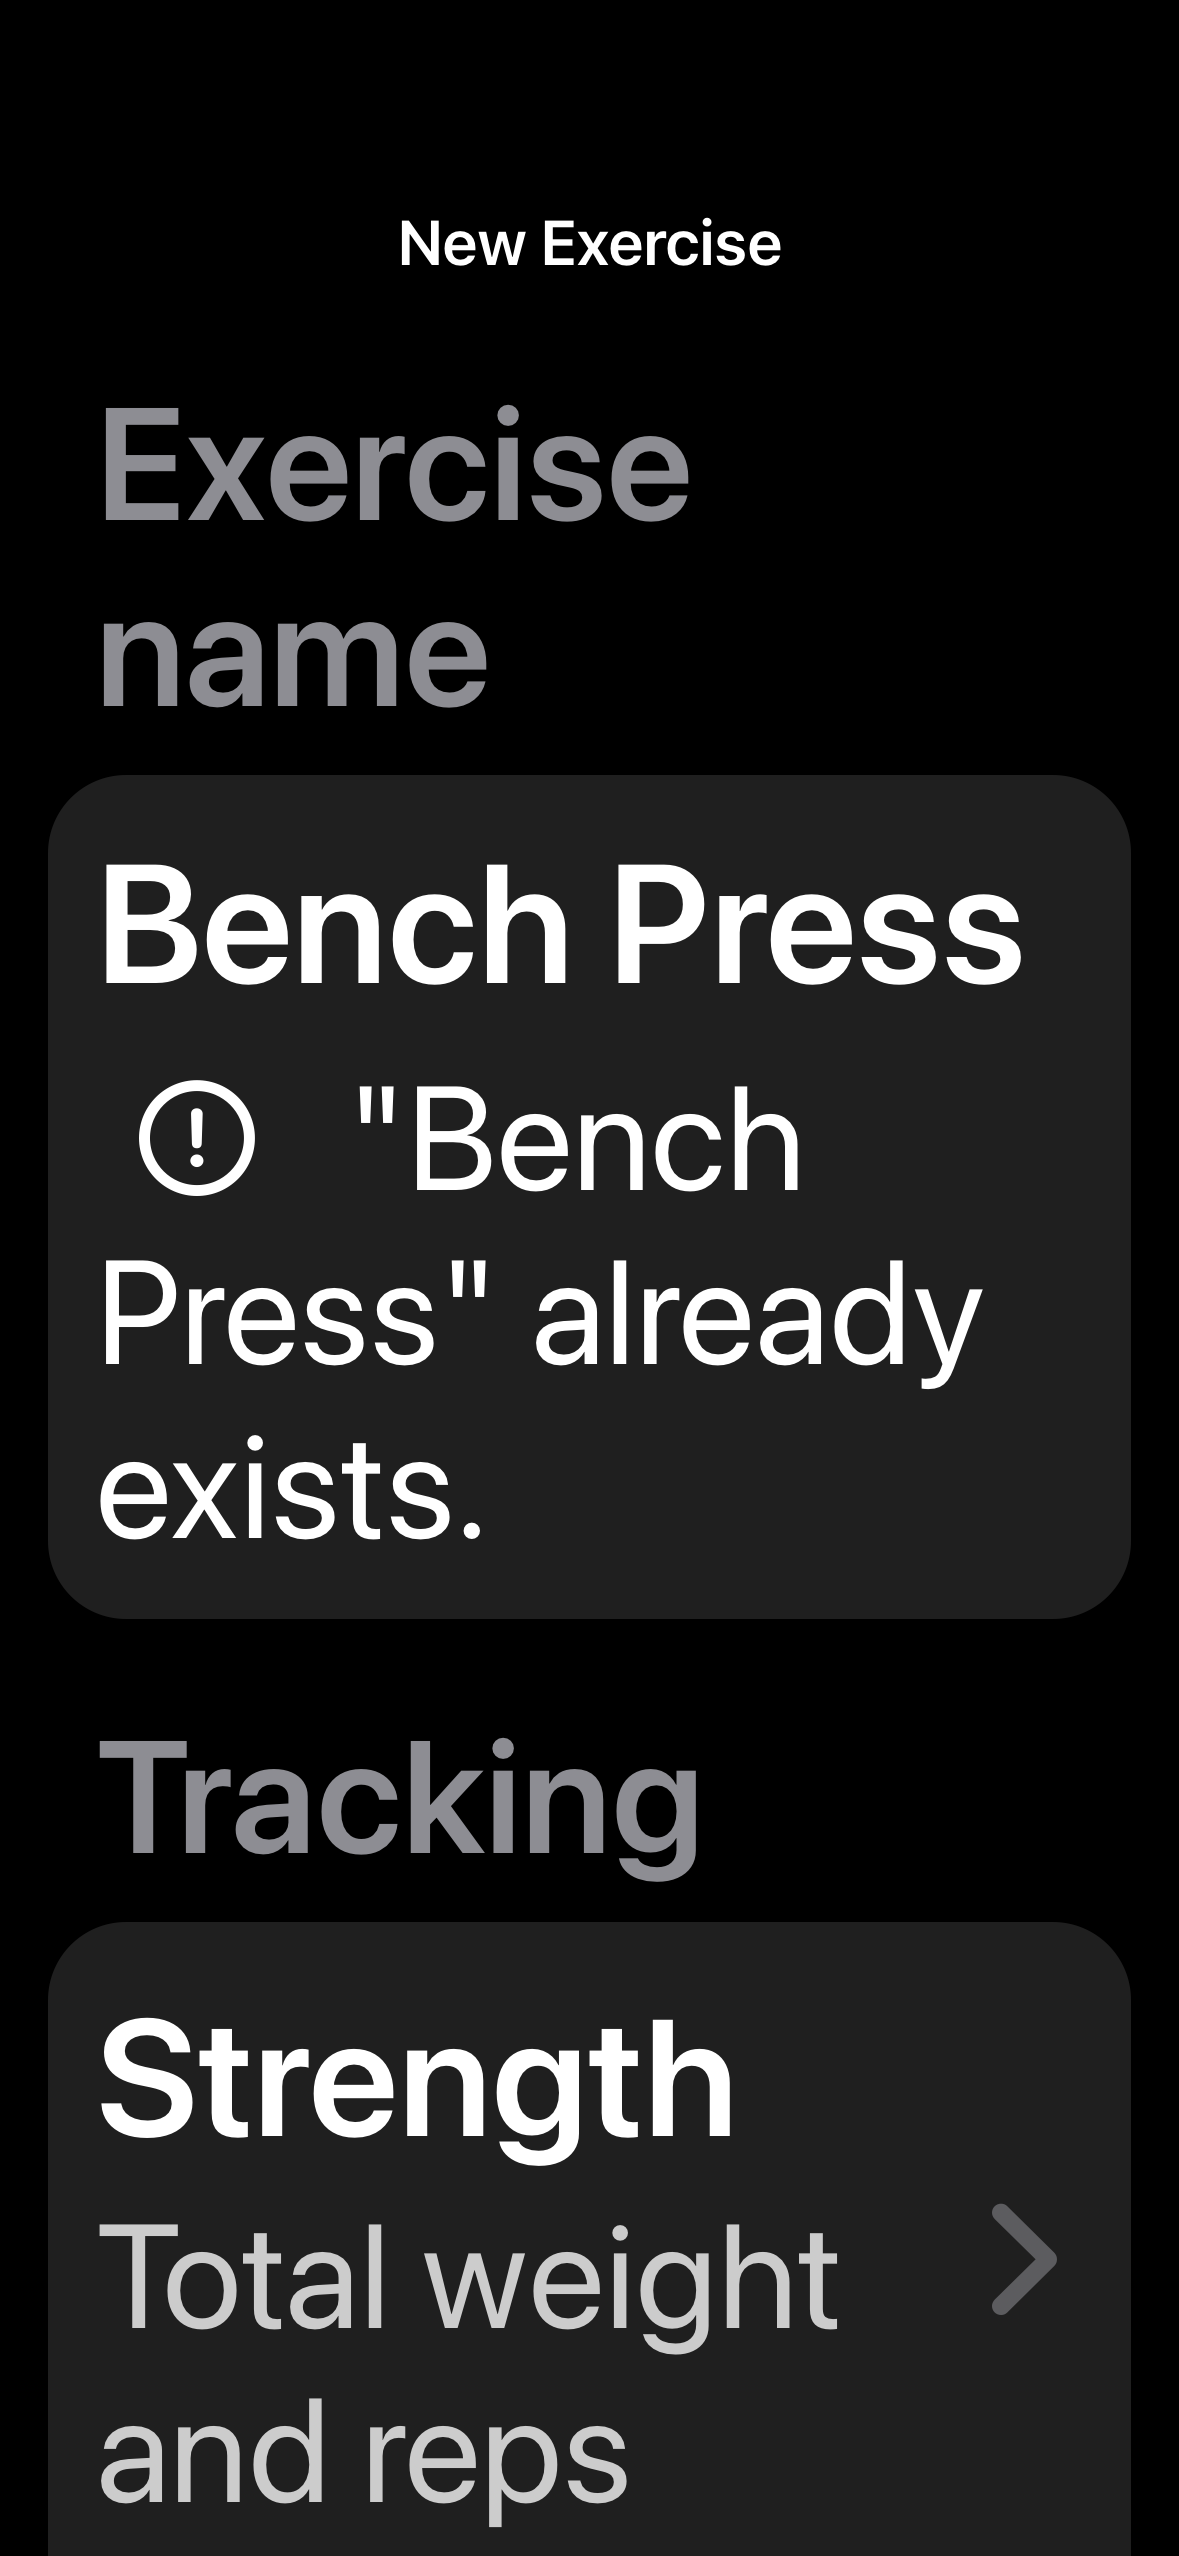 New Exercise
Exercise
name
Bench Press
"Bench
Press" already
exists.
Tracking
Strength
Total weight
and reps